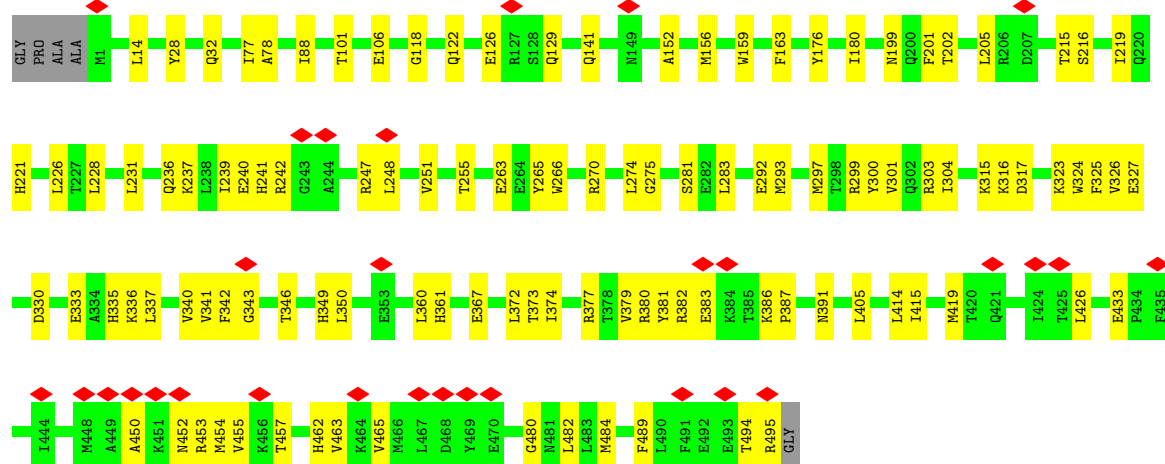 GLY PRO ALA ALA M1 L14 Y28 Q32 I77 A78 I88 T101 E106 G118 Q122 E126 R127 S128 Q129 Q141 N149 A152 M156 W159 F163 Y176 I180 N199 Q200 F201 T202 L205 R206 D207 T215 S216 I219 Q220
H221 L226 T227 L228 L231 Q236 K237 L238 I239 E240 H241 R242 G243 A244 R247 L248 V251 T255 E263 E264 Y265 W266 R270 L274 G275 S281 E282 L283 E292 M293 M297 T298 R299 Y300 V301 Q302 R303 I304 K315 K316 D317 K323 W324 F325 V326 E327
D330 E333 A334 H335 K336 L337 V340 V341 F342 G343 T346 H349 L350 E353 L360 H361 E367 L372 T373 I374 R377 T378 V379 R380 Y381 R382 E383 K384 T385 K386 P387 N391 L405 L414 I415 M419 T420 Q421 I424 T425 L426 E433 P434 F435
I444 M448 A449 A450 K451 N452 R453 M454 V455 K456 T457 H462 V463 K464 V465 M466 L467 D468 Y469 E470 G480 N481 L482 L483 M484 F489 L490 F491 E492 E493 T494 R495 GLY